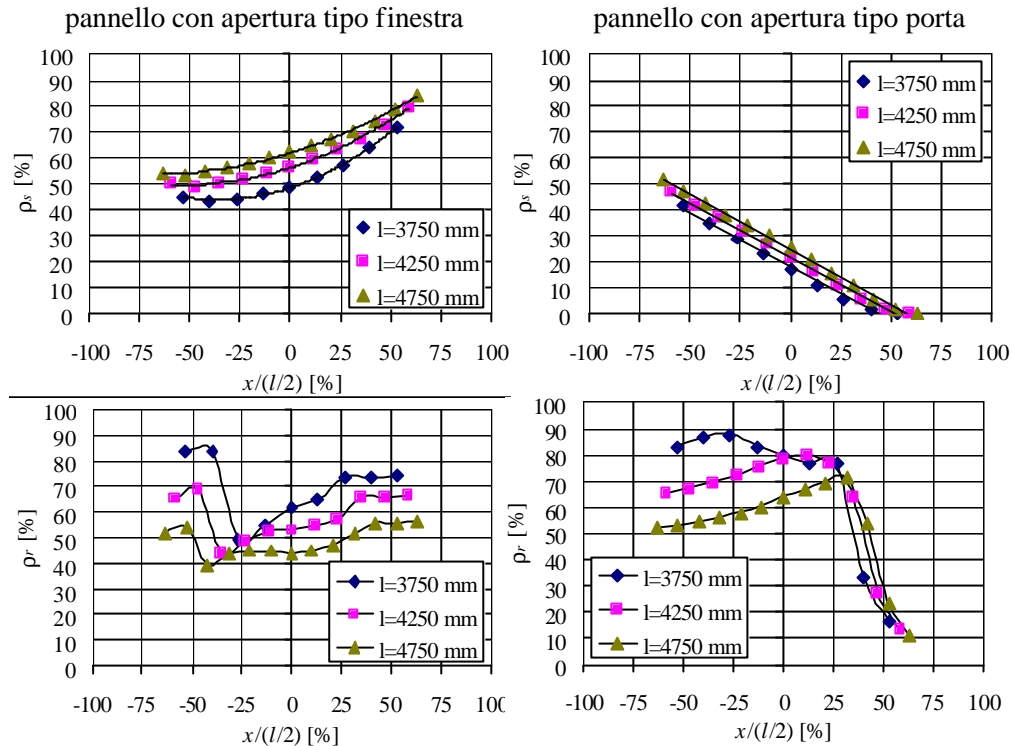 pannello con apertura tipo finestra
100
90
80
70
60
50
40
30
20
10
0
ρs [%]
-100 -75 -50 -25 0 25 50 75 100
x/(l/2) [%]
l=3750 mm
l=4250 mm
l=4750 mm
pannello con apertura tipo porta
100
90
80
70
60
50
40
30
20
10
0
ρs [%]
-100 -75 -50 -25 0 25 50 75 100
x/(l/2) [%]
l=3750 mm
l=4250 mm
l=4750 mm
100
90
80
70
60
50
40
30
20
10
0
ρr [%]
-100 -75 -50 -25 0 25 50 75 100
x/(l/2) [%]
l=3750 mm
l=4250 mm
l=4750 mm
100
90
80
70
60
50
40
30
20
10
0
ρr [%]
-100 -75 -50 -25 0 25 50 75 100
x/(l/2) [%]
l=3750 mm
l=4250 mm
l=4750 mm